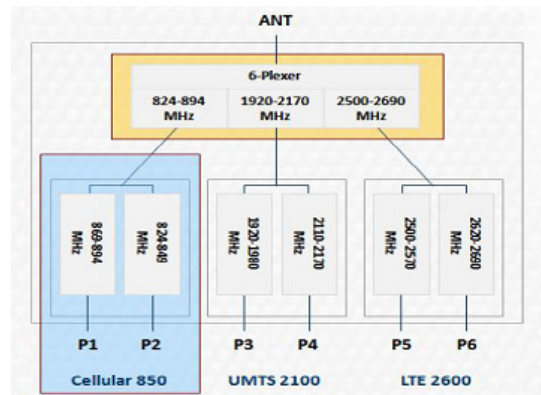 ANT
6-Plexer
824-894
MHz
1920-2170
MHz
2500-2690
MHz
869-894
MHz
824-849
MHz
1920-1980
MHz
2110-2170
MHz
2500-2570
MHz
2620-2690
MHz
P1
P2
P3
P4
P5
P6
Cellular 850
UMTS 2100
LTE 2600